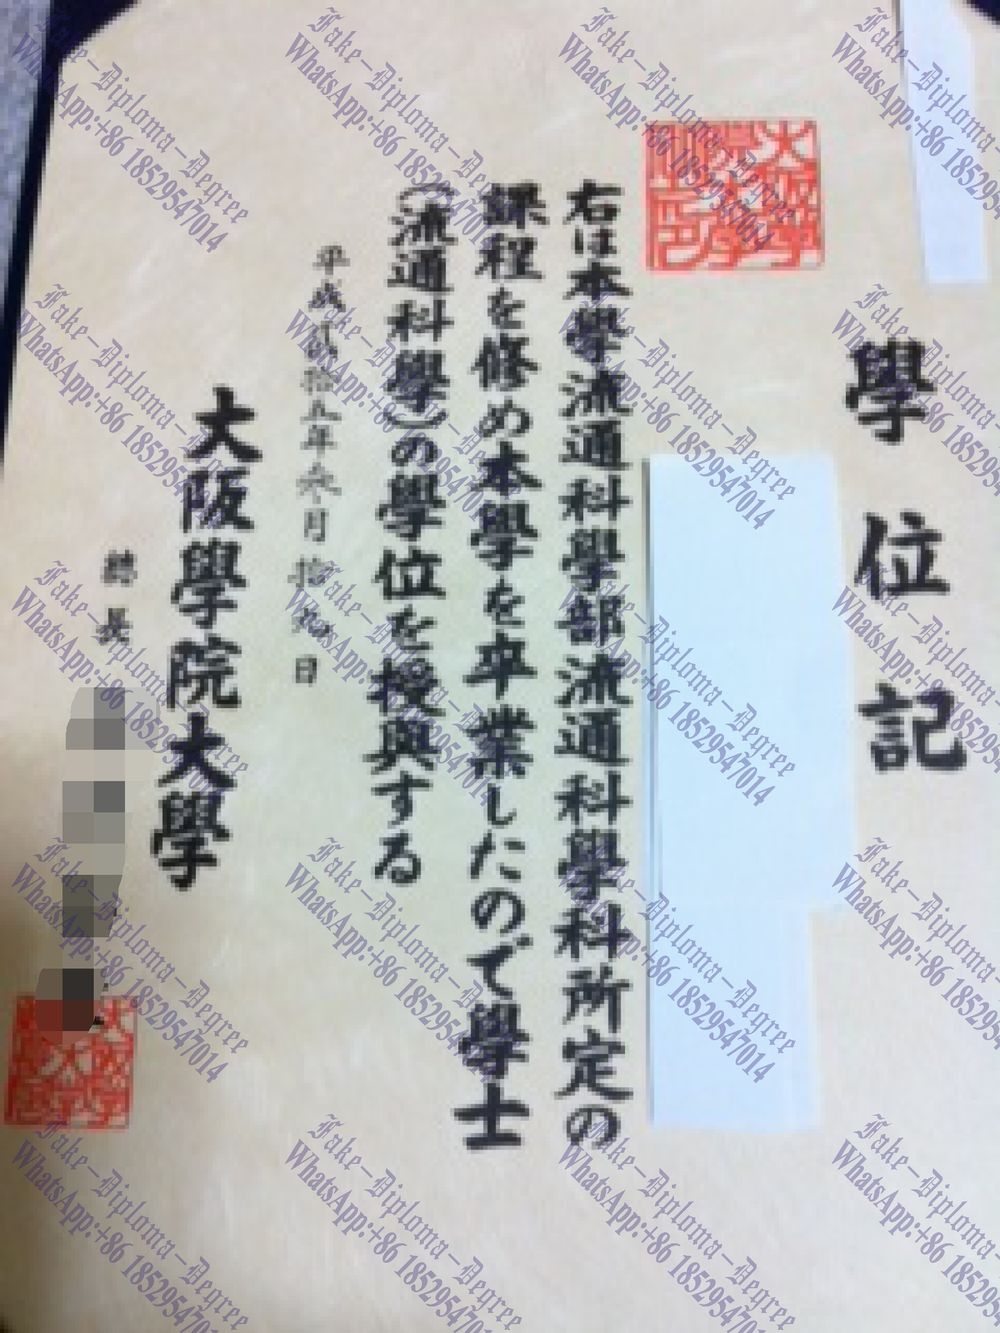 學位記
右は本學流通科學部流通科學科所定の
課程を修め本學を卒業したので學士
(流通科學)の學位を授與する
平成 拾五年 月 拾 日
大阪學院大學
總長
Fake-Diploma-Degree
WhatsApp:+86 18529547014